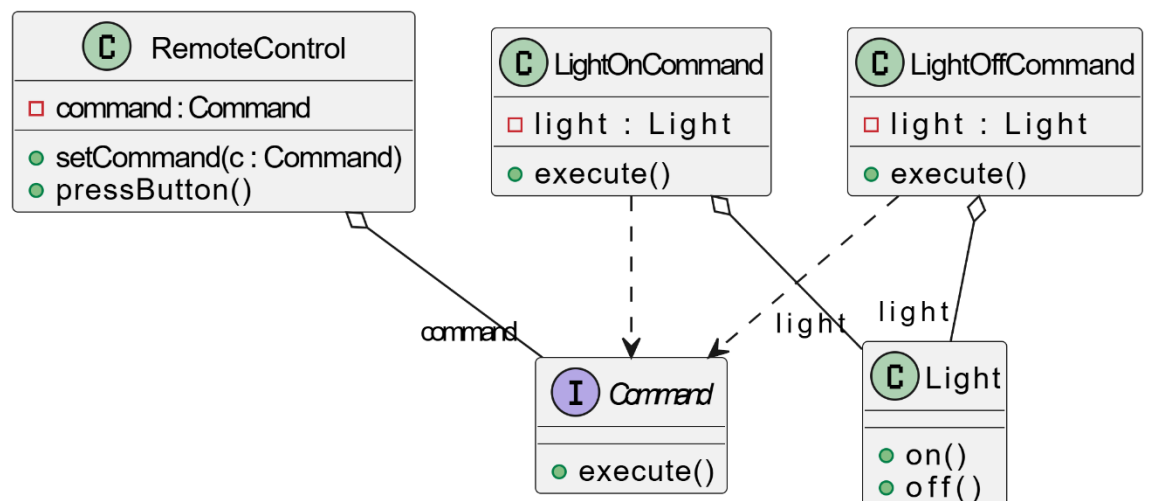 C RemoteControl
command : Command
setCommand(c : Command)
pressButton()
C LightOnCommand
light : Light
execute()
C LightOffCommand
light : Light
execute()
command
light
light
I Command
execute()
C Light
on()
off()